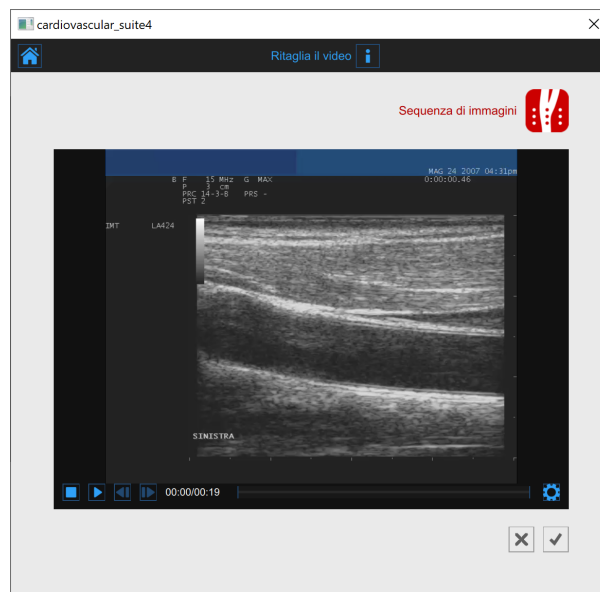 cardiovascular_suite4
Ritaglia il video
Sequenza di immagini
MAG 24 2007 04:31pm
B F 15 MHz G MAX 0:00:00.46
P 3 cm
PRC 14-3-8 PRS -
PST 2
IMT LA424
SINISTRA
00:00/00:19